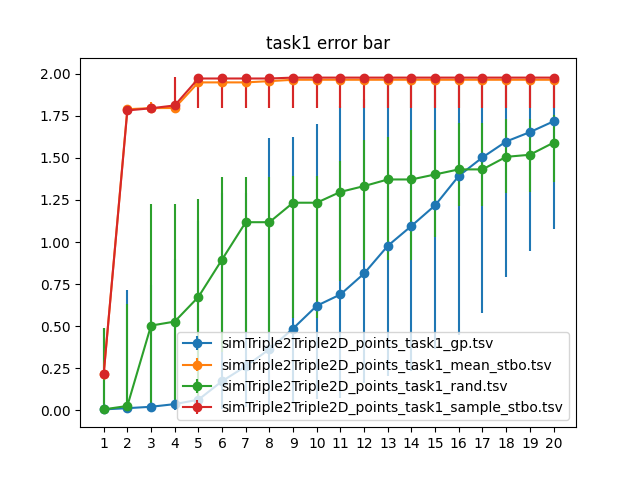 task1 error bar
2.00
1.75
1.50
1.25
1.00
0.75
0.50
0.25
0.00
simTriple2Triple2D_points_task1_gp.tsv
simTriple2Triple2D_points_task1_mean_stbo.tsv
simTriple2Triple2D_points_task1_rand.tsv
simTriple2Triple2D_points_task1_sample_stbo.tsv
1 2 3 4 5 6 7 8 9 10 11 12 13 14 15 16 17 18 19 20